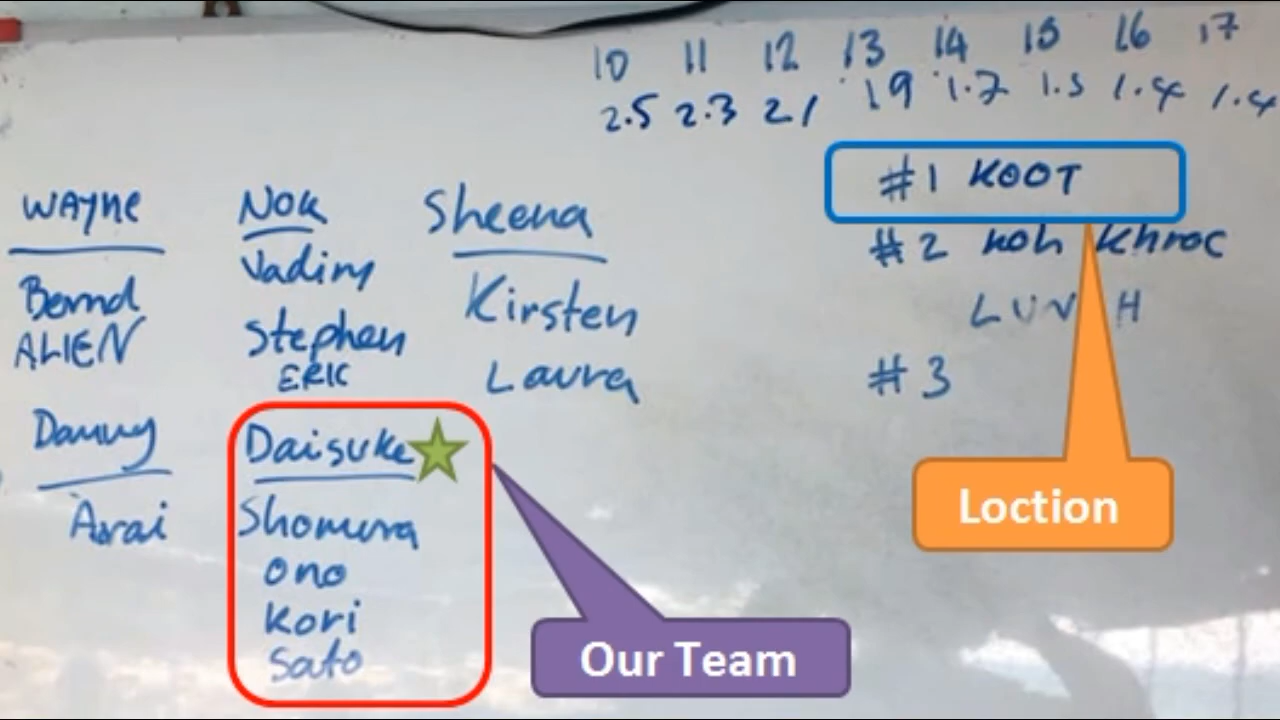 10 11 12 13 14 15 16 17
2.5 2.3 2.1 1.9 1.7 1.5 1.4 1.4
WAYNE
Bernd
ALIEN
Danny
Arai
NOK
Vadim
Stephen
ERIC
Daisuke
Shomura
Ono
Kori
Sato
Sheena
Kirsten
Laura
#1 KOOT
#2 Koh Khroc
#3
Loction
Our Team